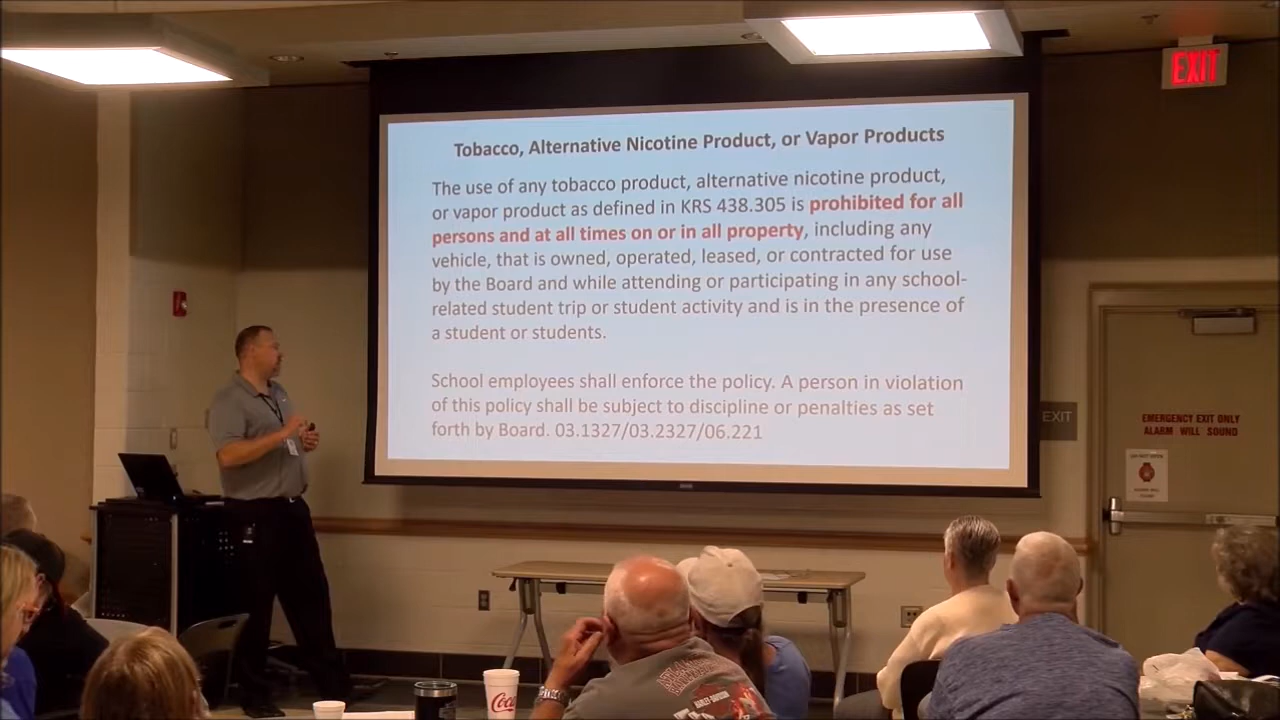 EXIT
Tobacco, Alternative Nicotine Product, or Vapor Products
The use of any tobacco product, alternative nicotine product,
or vapor product as defined in KRS 438.305 is prohibited for all
persons and at all times on or in all property, including any
vehicle, that is owned, operated, leased, or contracted for use
by the Board and while attending or participating in any school-
related student trip or student activity and is in the presence of
a student or students.
School employees shall enforce the policy. A person in violation
of this policy shall be subject to discipline or penalties as set
forth by Board. 03.1327/03.2327/06.221
EXIT
EMERGENCY EXIT ONLY
ALARM WILL SOUND
DO NOT OPEN
HARLEY-DAVIDSON
Coca